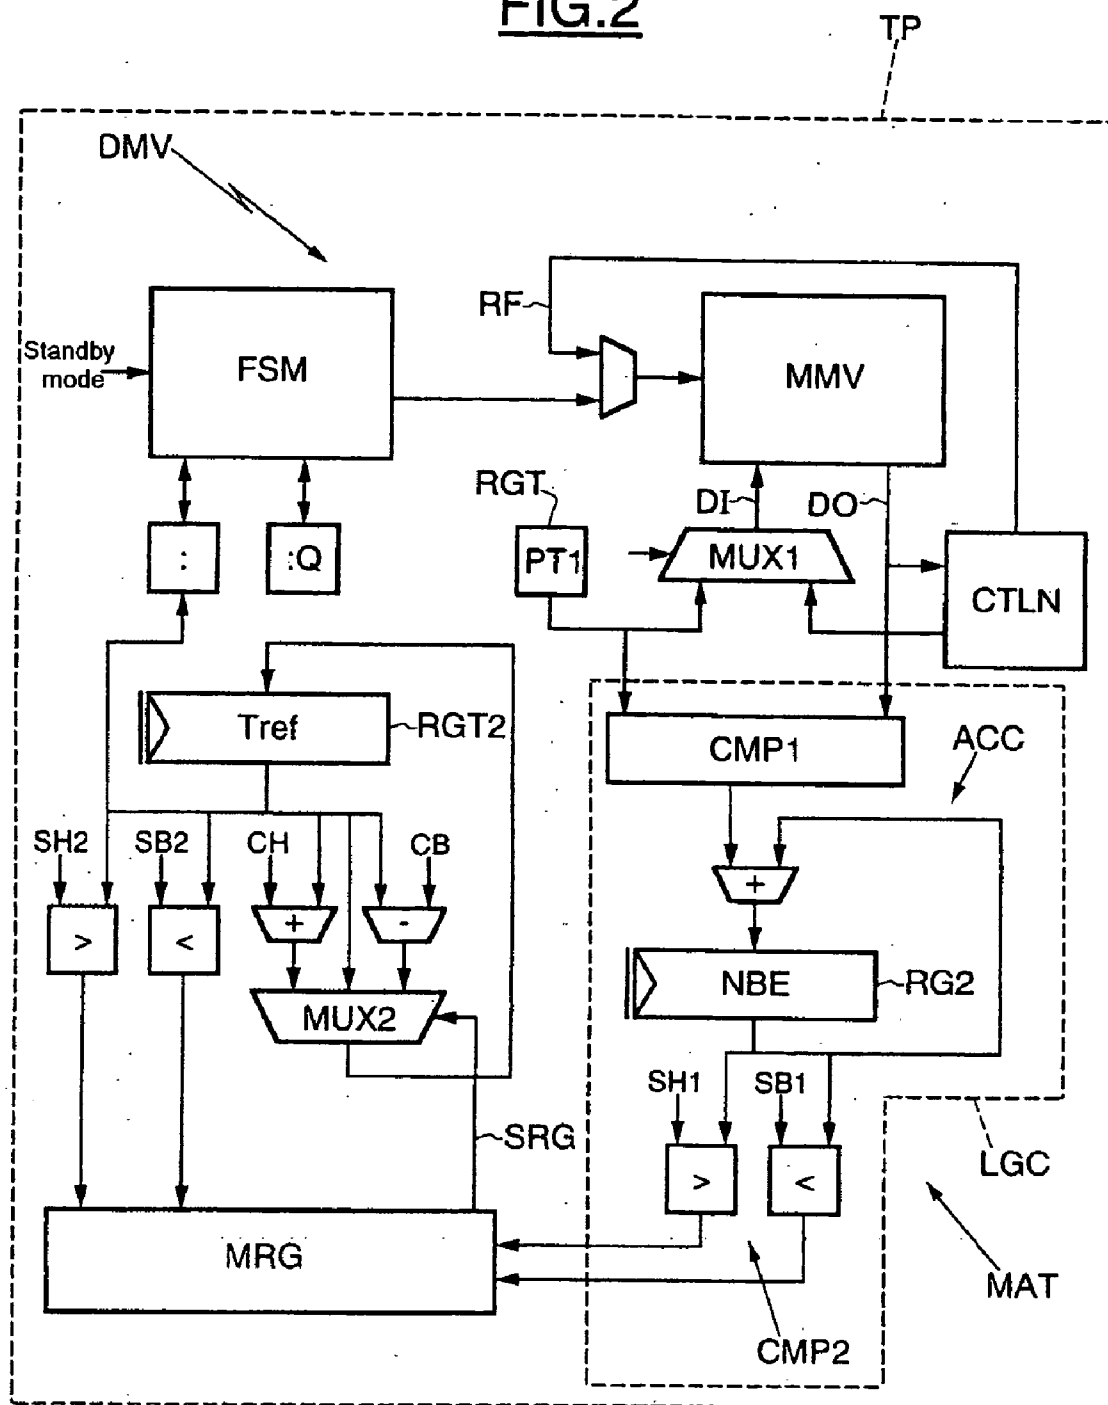 FIG.2
TP
DMV
RF
Standby
mode
FSM
MMV
RGT
DI
DO
:
:Q
PT1
MUX1
CTLN
Tref
RGT2
CMP1
ACC
SH2
SB2
CH
CB
+
>
<
+
-
NBE
RG2
MUX2
SH1
SB1
SRG
LGC
>
<
MRG
MAT
CMP2